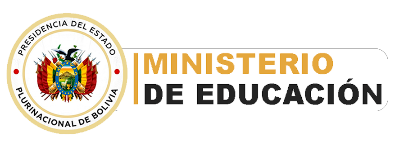 PRESIDENCIA DEL ESTADO
PLURINACIONAL DE BOLIVIA
MINISTERIO
DE EDUCACIÓN